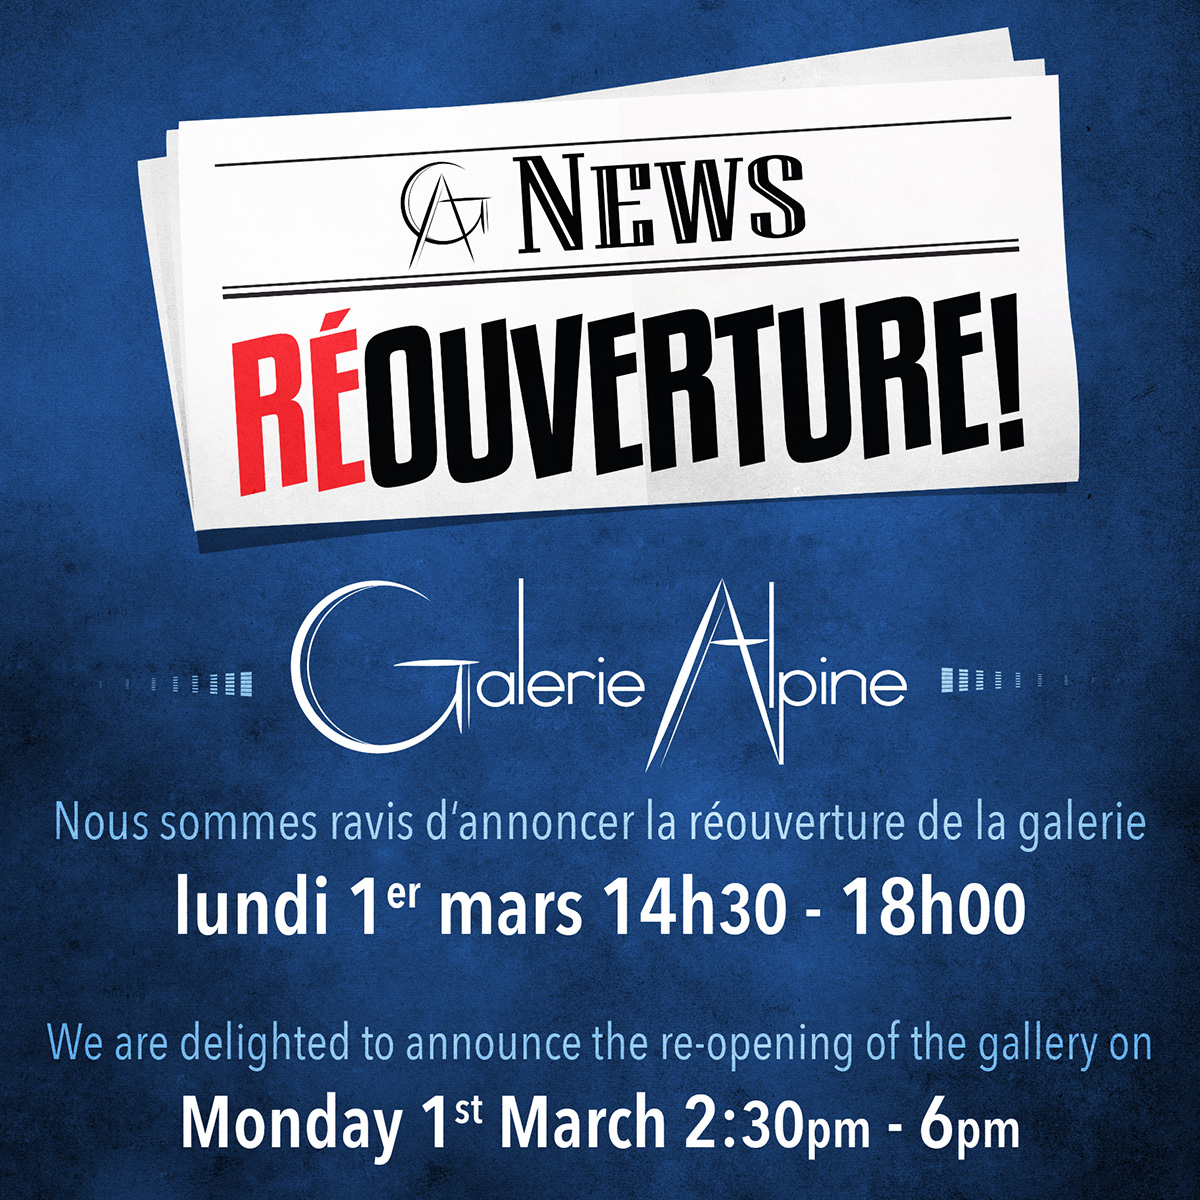 GA NEWS
RÉOUVERTURE!
Galerie Alpine
Nous sommes ravis d‘annoncer la réouverture de la galerie
lundi 1er mars 14h30 - 18h00
We are delighted to announce the re-opening of the gallery on
Monday 1st March 2:30pm - 6pm